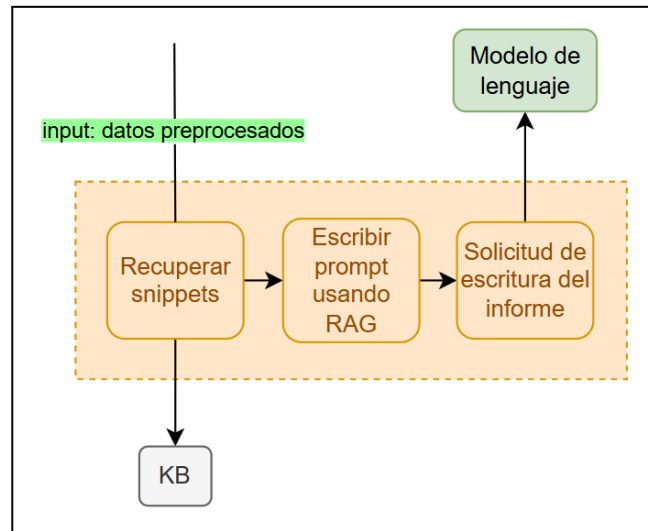 Modelo de
lenguaje
input: datos preprocesados
Recuperar
snippets
Escribir
prompt
usando
RAG
Solicitud de
escritura del
informe
KB